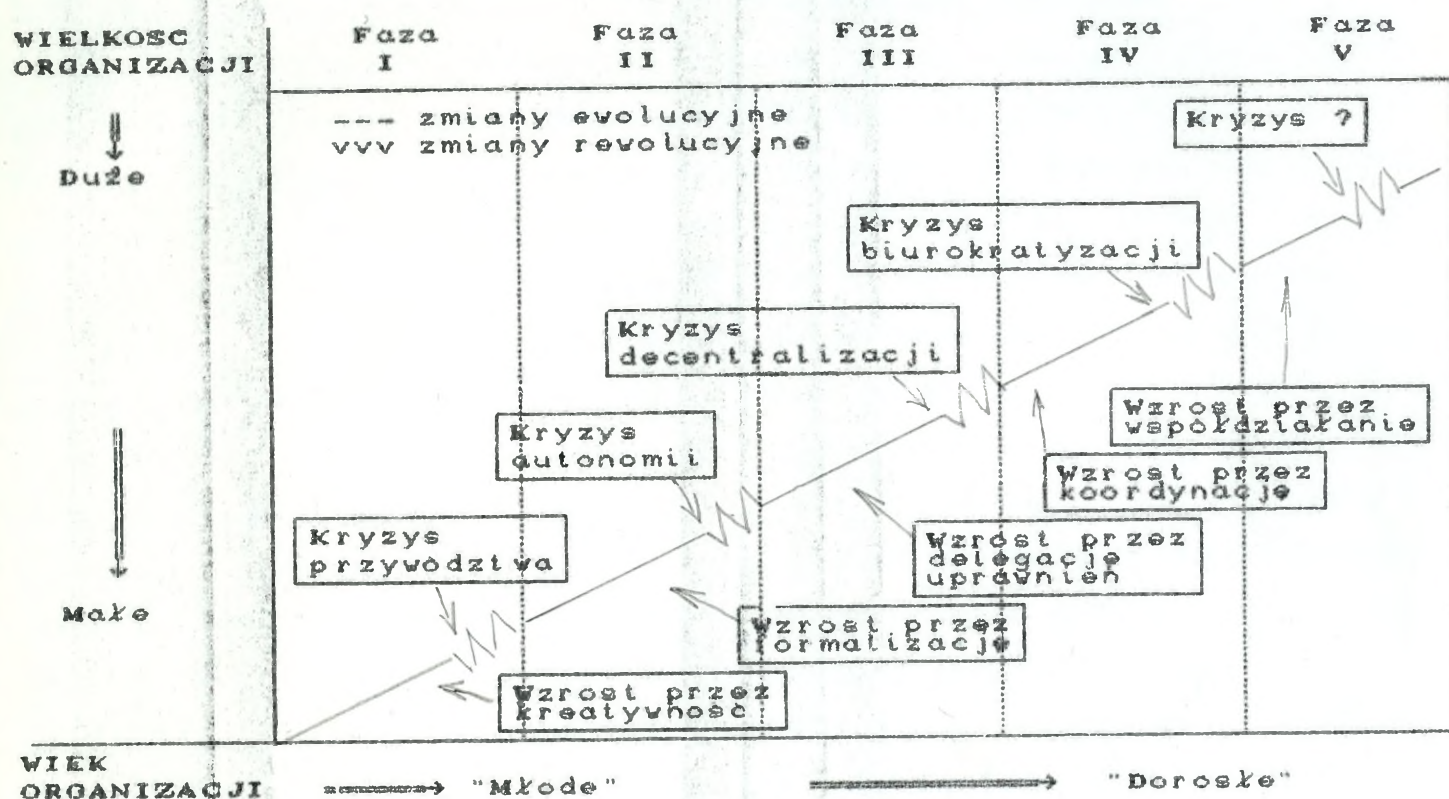 WIELKOSC
ORGANIZACJI
Faza
I
Faza
II
Faza
III
Faza
IV
Faza
V
--- zmiany ewolucyjne
vvv zmiany rewolucyjne
Duże
Małe
Kryzys ?
Kryzys
biurokratyzacji
Kryzys
decentralizacji
Kryzys
autonomii
Kryzys
przywództwa
Wzrost przez
współdziałanie
Wzrost przez
koordynację
Wzrost przez
delegację
uprawnień
Wzrost przez
formalizację
Wzrost przez
kreatywność
WIEK
ORGANIZACJI
"Młode"
"Dorosłe"